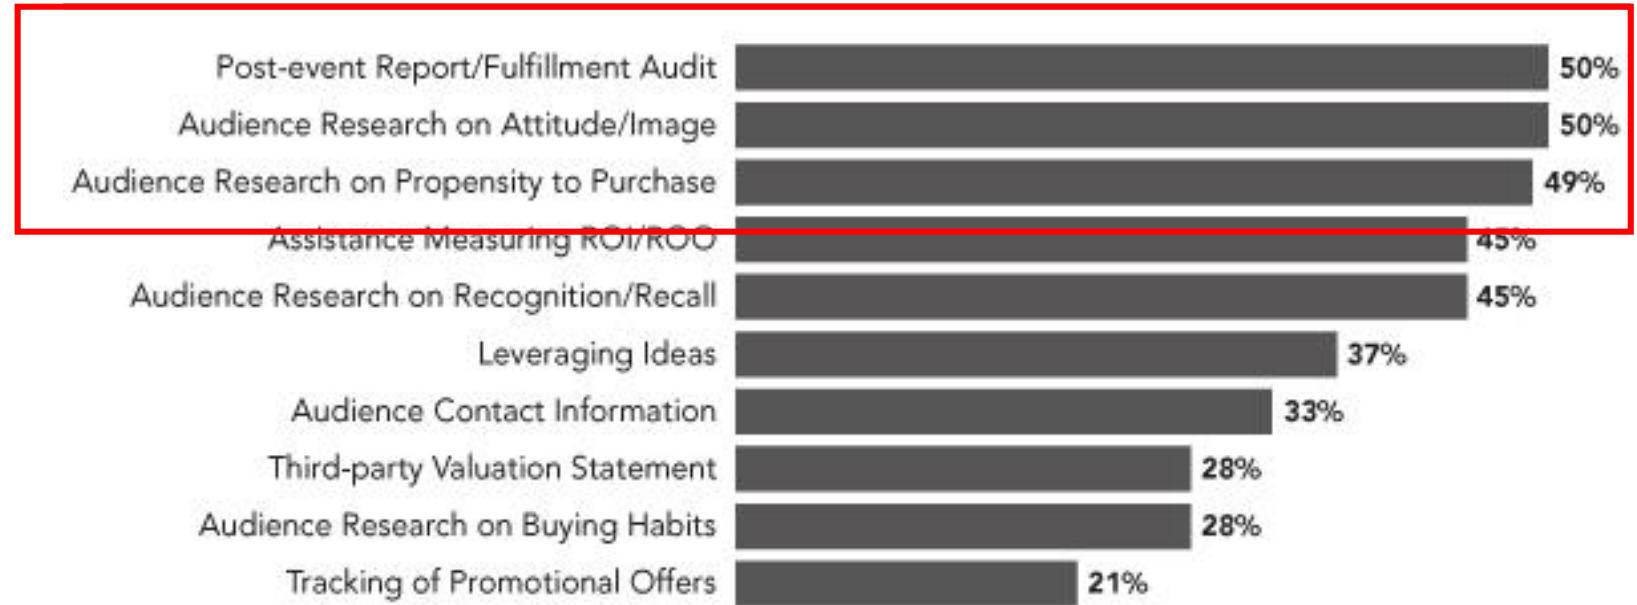 Post-event Report/Fulfillment Audit 50%
Audience Research on Attitude/Image 50%
Audience Research on Propensity to Purchase 49%
Assistance Measuring ROI/ROO 45%
Audience Research on Recognition/Recall 45%
Leveraging Ideas 37%
Audience Contact Information 33%
Third-party Valuation Statement 28%
Audience Research on Buying Habits 28%
Tracking of Promotional Offers 21%